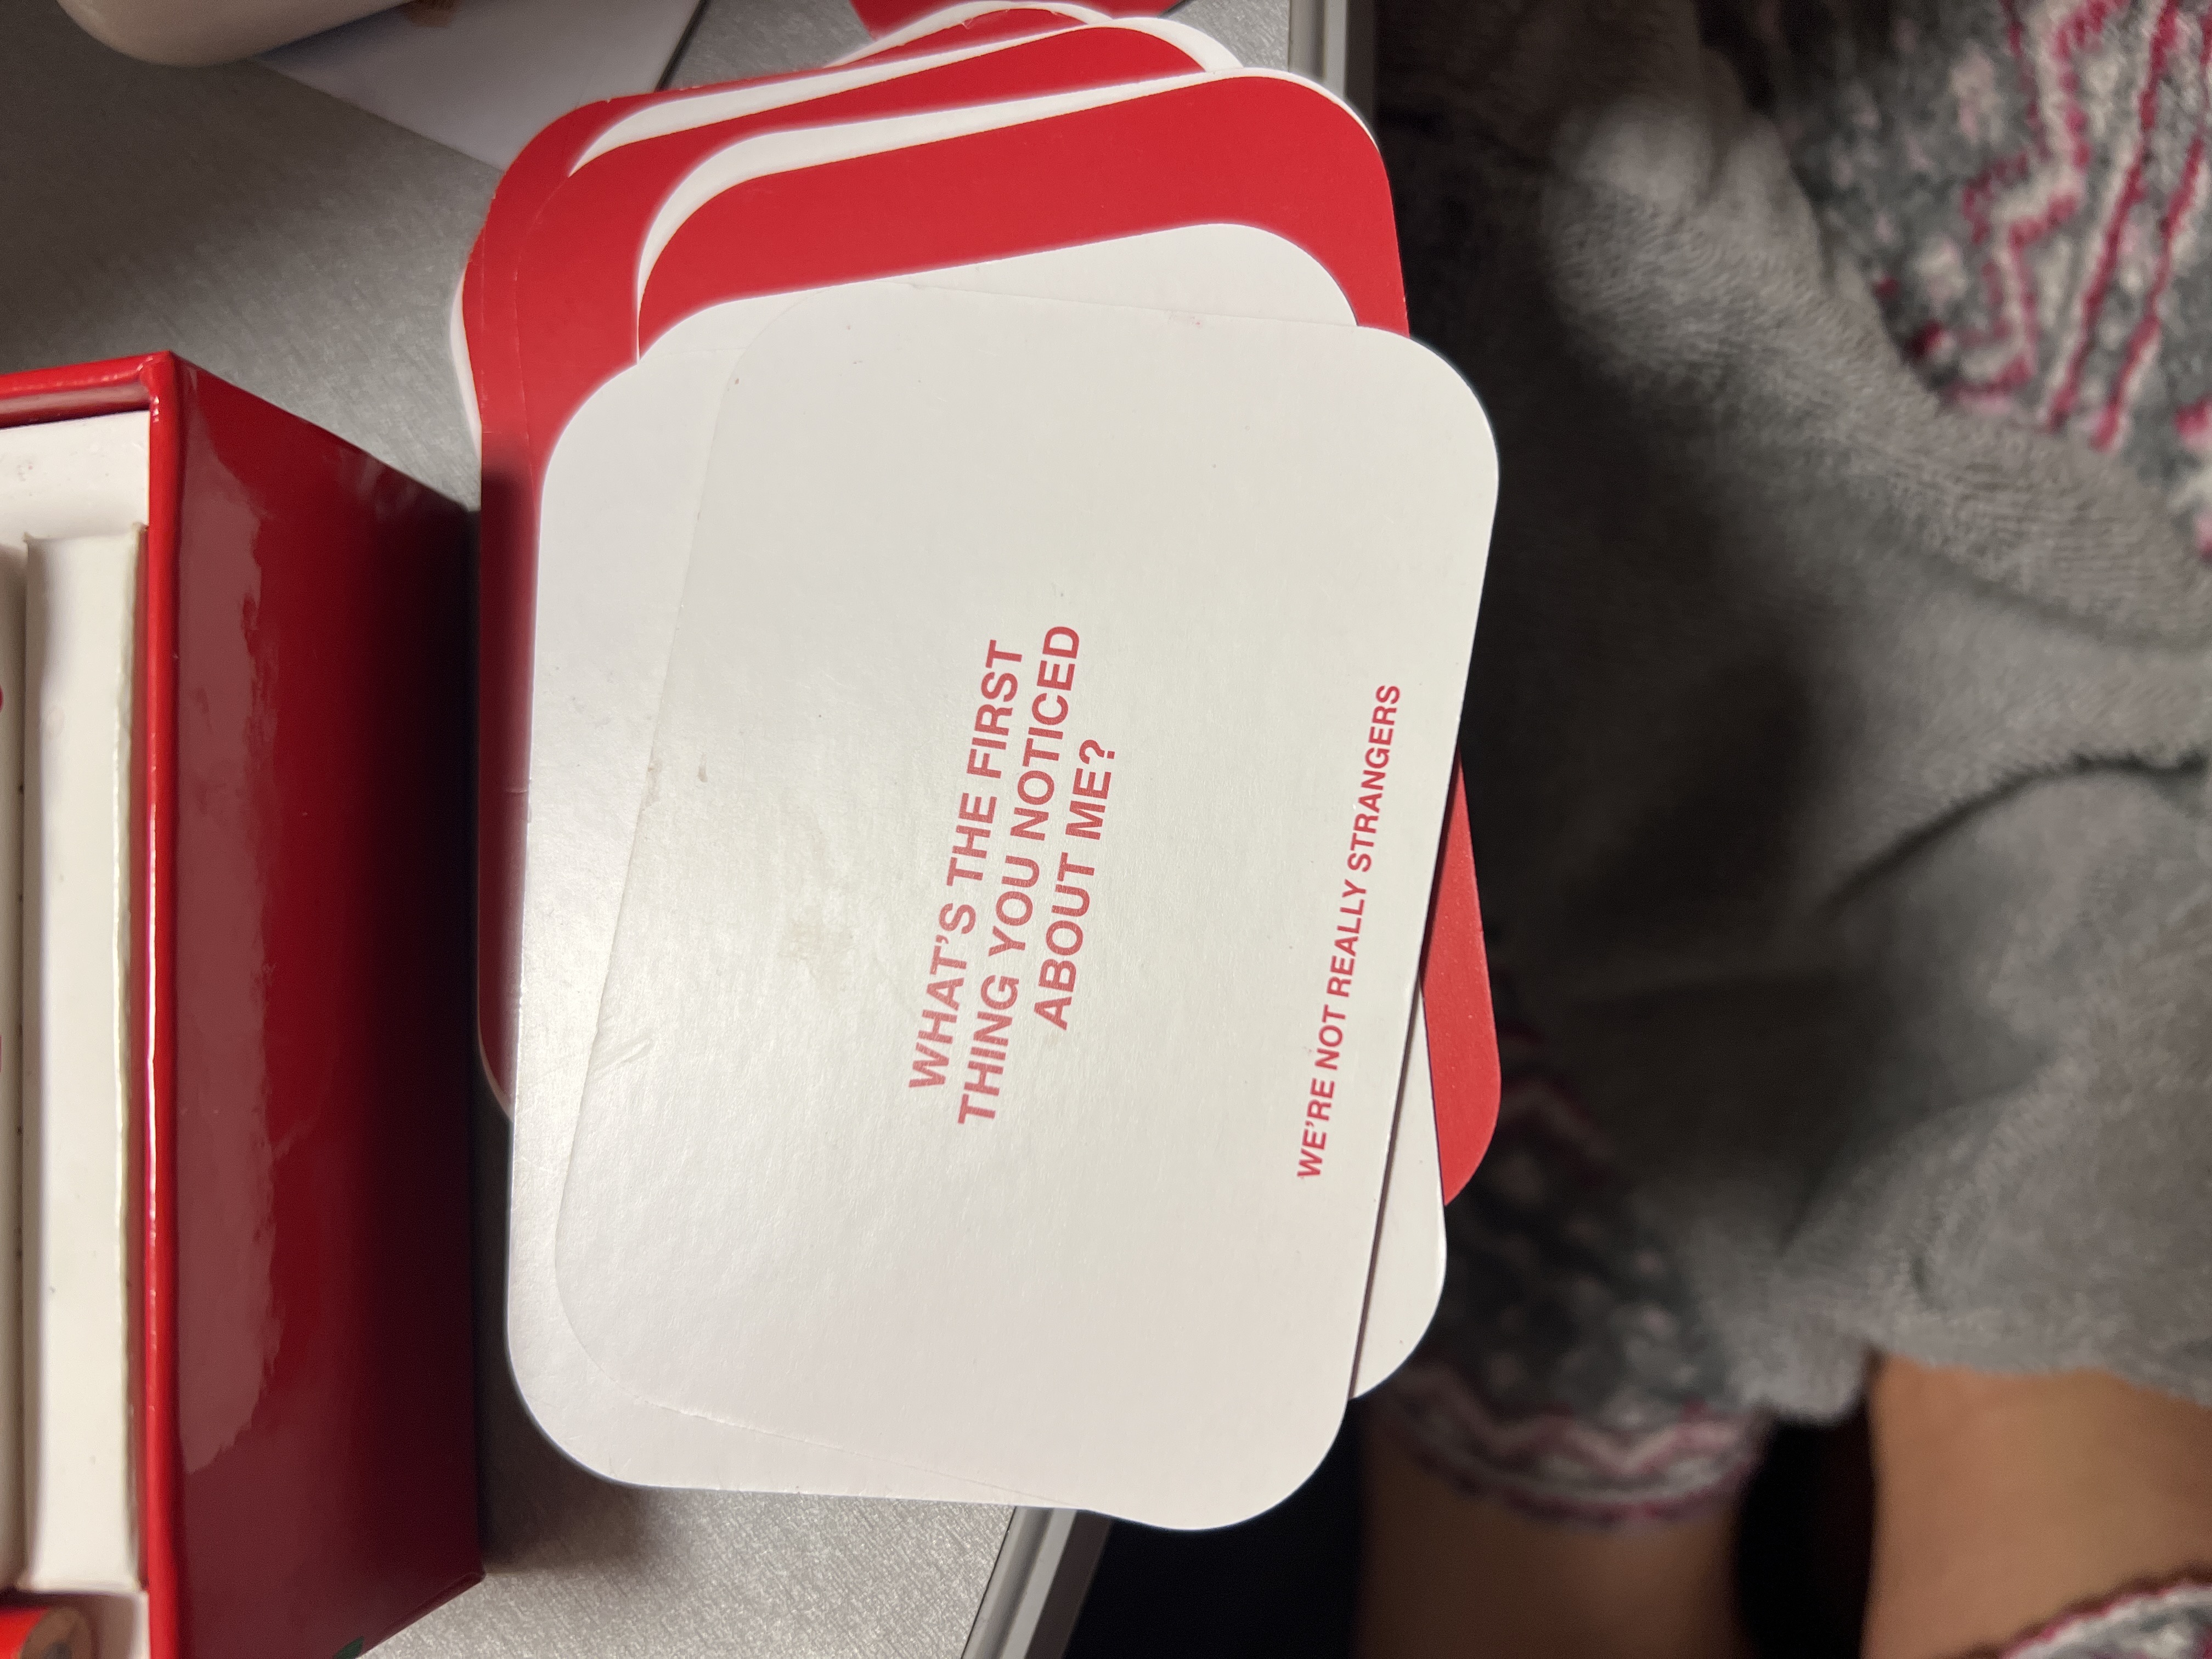 WHAT'S THE FIRST
THING YOU NOTICED
ABOUT ME?
WE'RE NOT REALLY STRANGERS